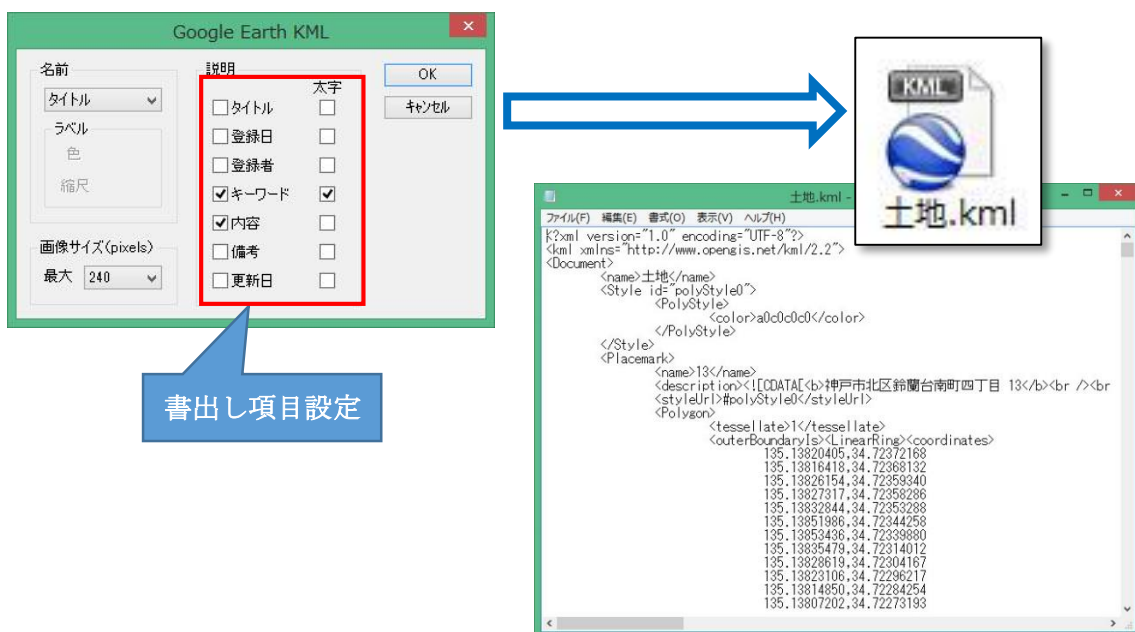 Google Earth KML
名前
タイトル
ラベル
色
縮尺
画像サイズ(pixels)
最大 240
説明
太字
タイトル
登録日
登録者
キーワード
内容
備考
更新日
OK
キャンセル
書出し項目設定
KML
土地.kml
土地.kml -
ファイル(F) 編集(E) 書式(O) 表示(V) ヘルプ(H)
<?xml version="1.0" encoding="UTF-8"?>
<kml xmlns="http://www.opengis.net/kml/2.2">
<Document>
<name>土地</name>
<Style id="polyStyle0">
<PolyStyle>
<color>a0c0c0c0</color>
</PolyStyle>
</Style>
<Placemark>
<name>13</name>
<description><![CDATA[<b>神戸市北区鈴蘭台南町四丁目 13</b><br /><br
<styleUrl>#polyStyle0</styleUrl>
<Polygon>
<tessellate>1</tessellate>
<outerBoundaryIs><LinearRing><coordinates>
135.13820405,34.72372168
135.13816418,34.72368132
135.13826154,34.72359340
135.13827317,34.72358286
135.13832844,34.72353288
135.13851986,34.72344258
135.13853436,34.72339880
135.13835479,34.72314012
135.13828619,34.72304167
135.13823106,34.72296217
135.13814850,34.72284254
135.13807202,34.72273193